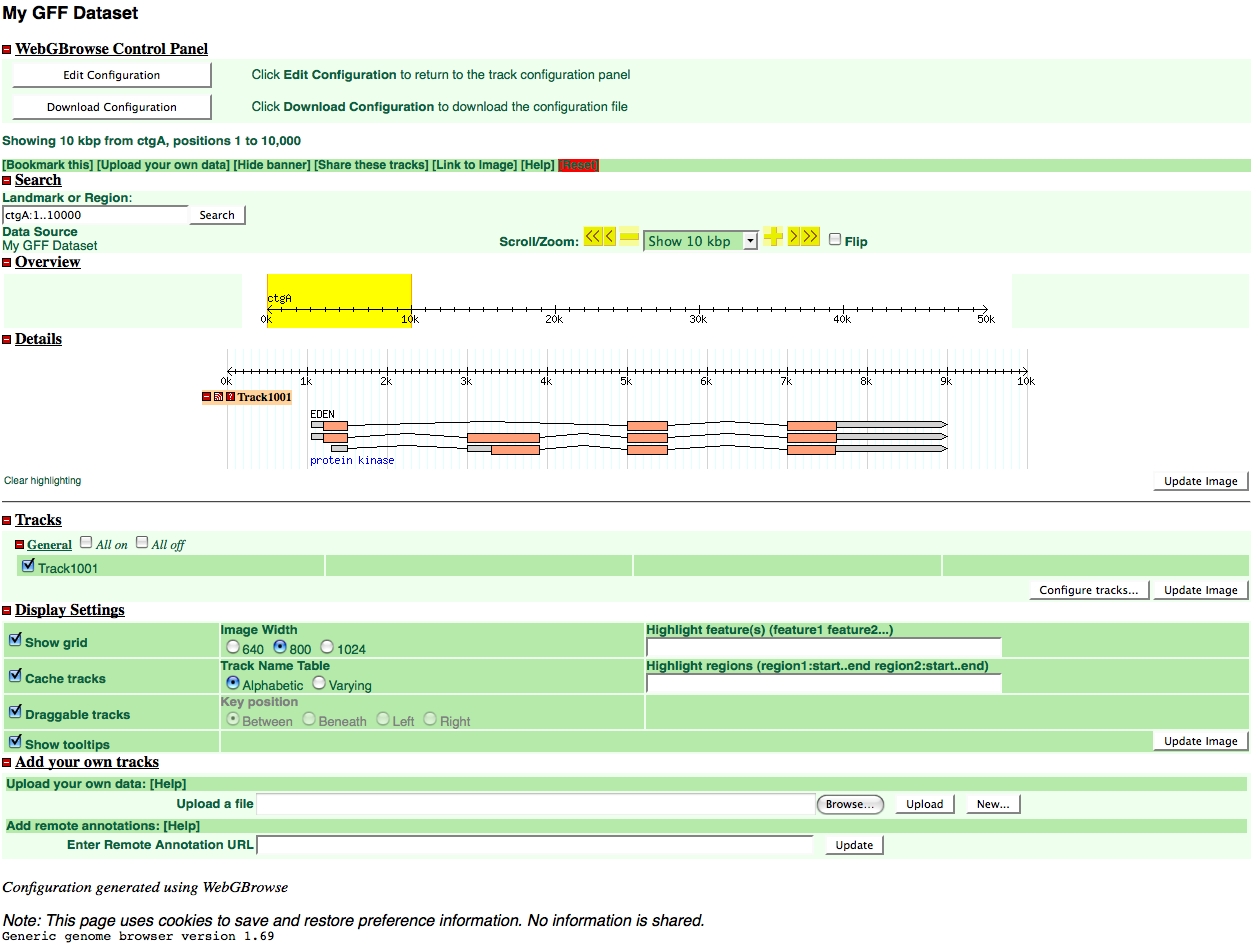 My GFF Dataset
WebGBrowse Control Panel
Edit Configuration Click Edit Configuration to return to the track configuration panel
Download Configuration Click Download Configuration to download the configuration file
Showing 10 kbp from ctgA, positions 1 to 10,000
[Bookmark this] [Upload your own data] [Hide banner] [Share these tracks] [Link to Image] [Help] [Reset]
Search
Landmark or Region:
ctgA:1..10000 Search
Data Source
My GFF Dataset Scroll/Zoom: Show 10 kbp Flip
Overview
ctgA
0k 10k 20k 30k 40k 50k
Details
0k 1k 2k 3k 4k 5k 6k 7k 8k 9k 10k
Track1001
EDEN
protein kinase
Clear highlighting Update Image
Tracks
General All on All off
Track1001
Configure tracks... Update Image
Display Settings
Show grid Image Width Highlight feature(s) (feature1 feature2...)
640 800 1024
Cache tracks Track Name Table Highlight regions (region1:start..end region2:start..end)
Alphabetic Varying
Draggable tracks Key position
Between Beneath Left Right
Show tooltips Update Image
Add your own tracks
Upload your own data: [Help]
Upload a file Browse... Upload New...
Add remote annotations: [Help]
Enter Remote Annotation URL Update
Configuration generated using WebGBrowse
Note: This page uses cookies to save and restore preference information. No information is shared.
Generic genome browser version 1.69